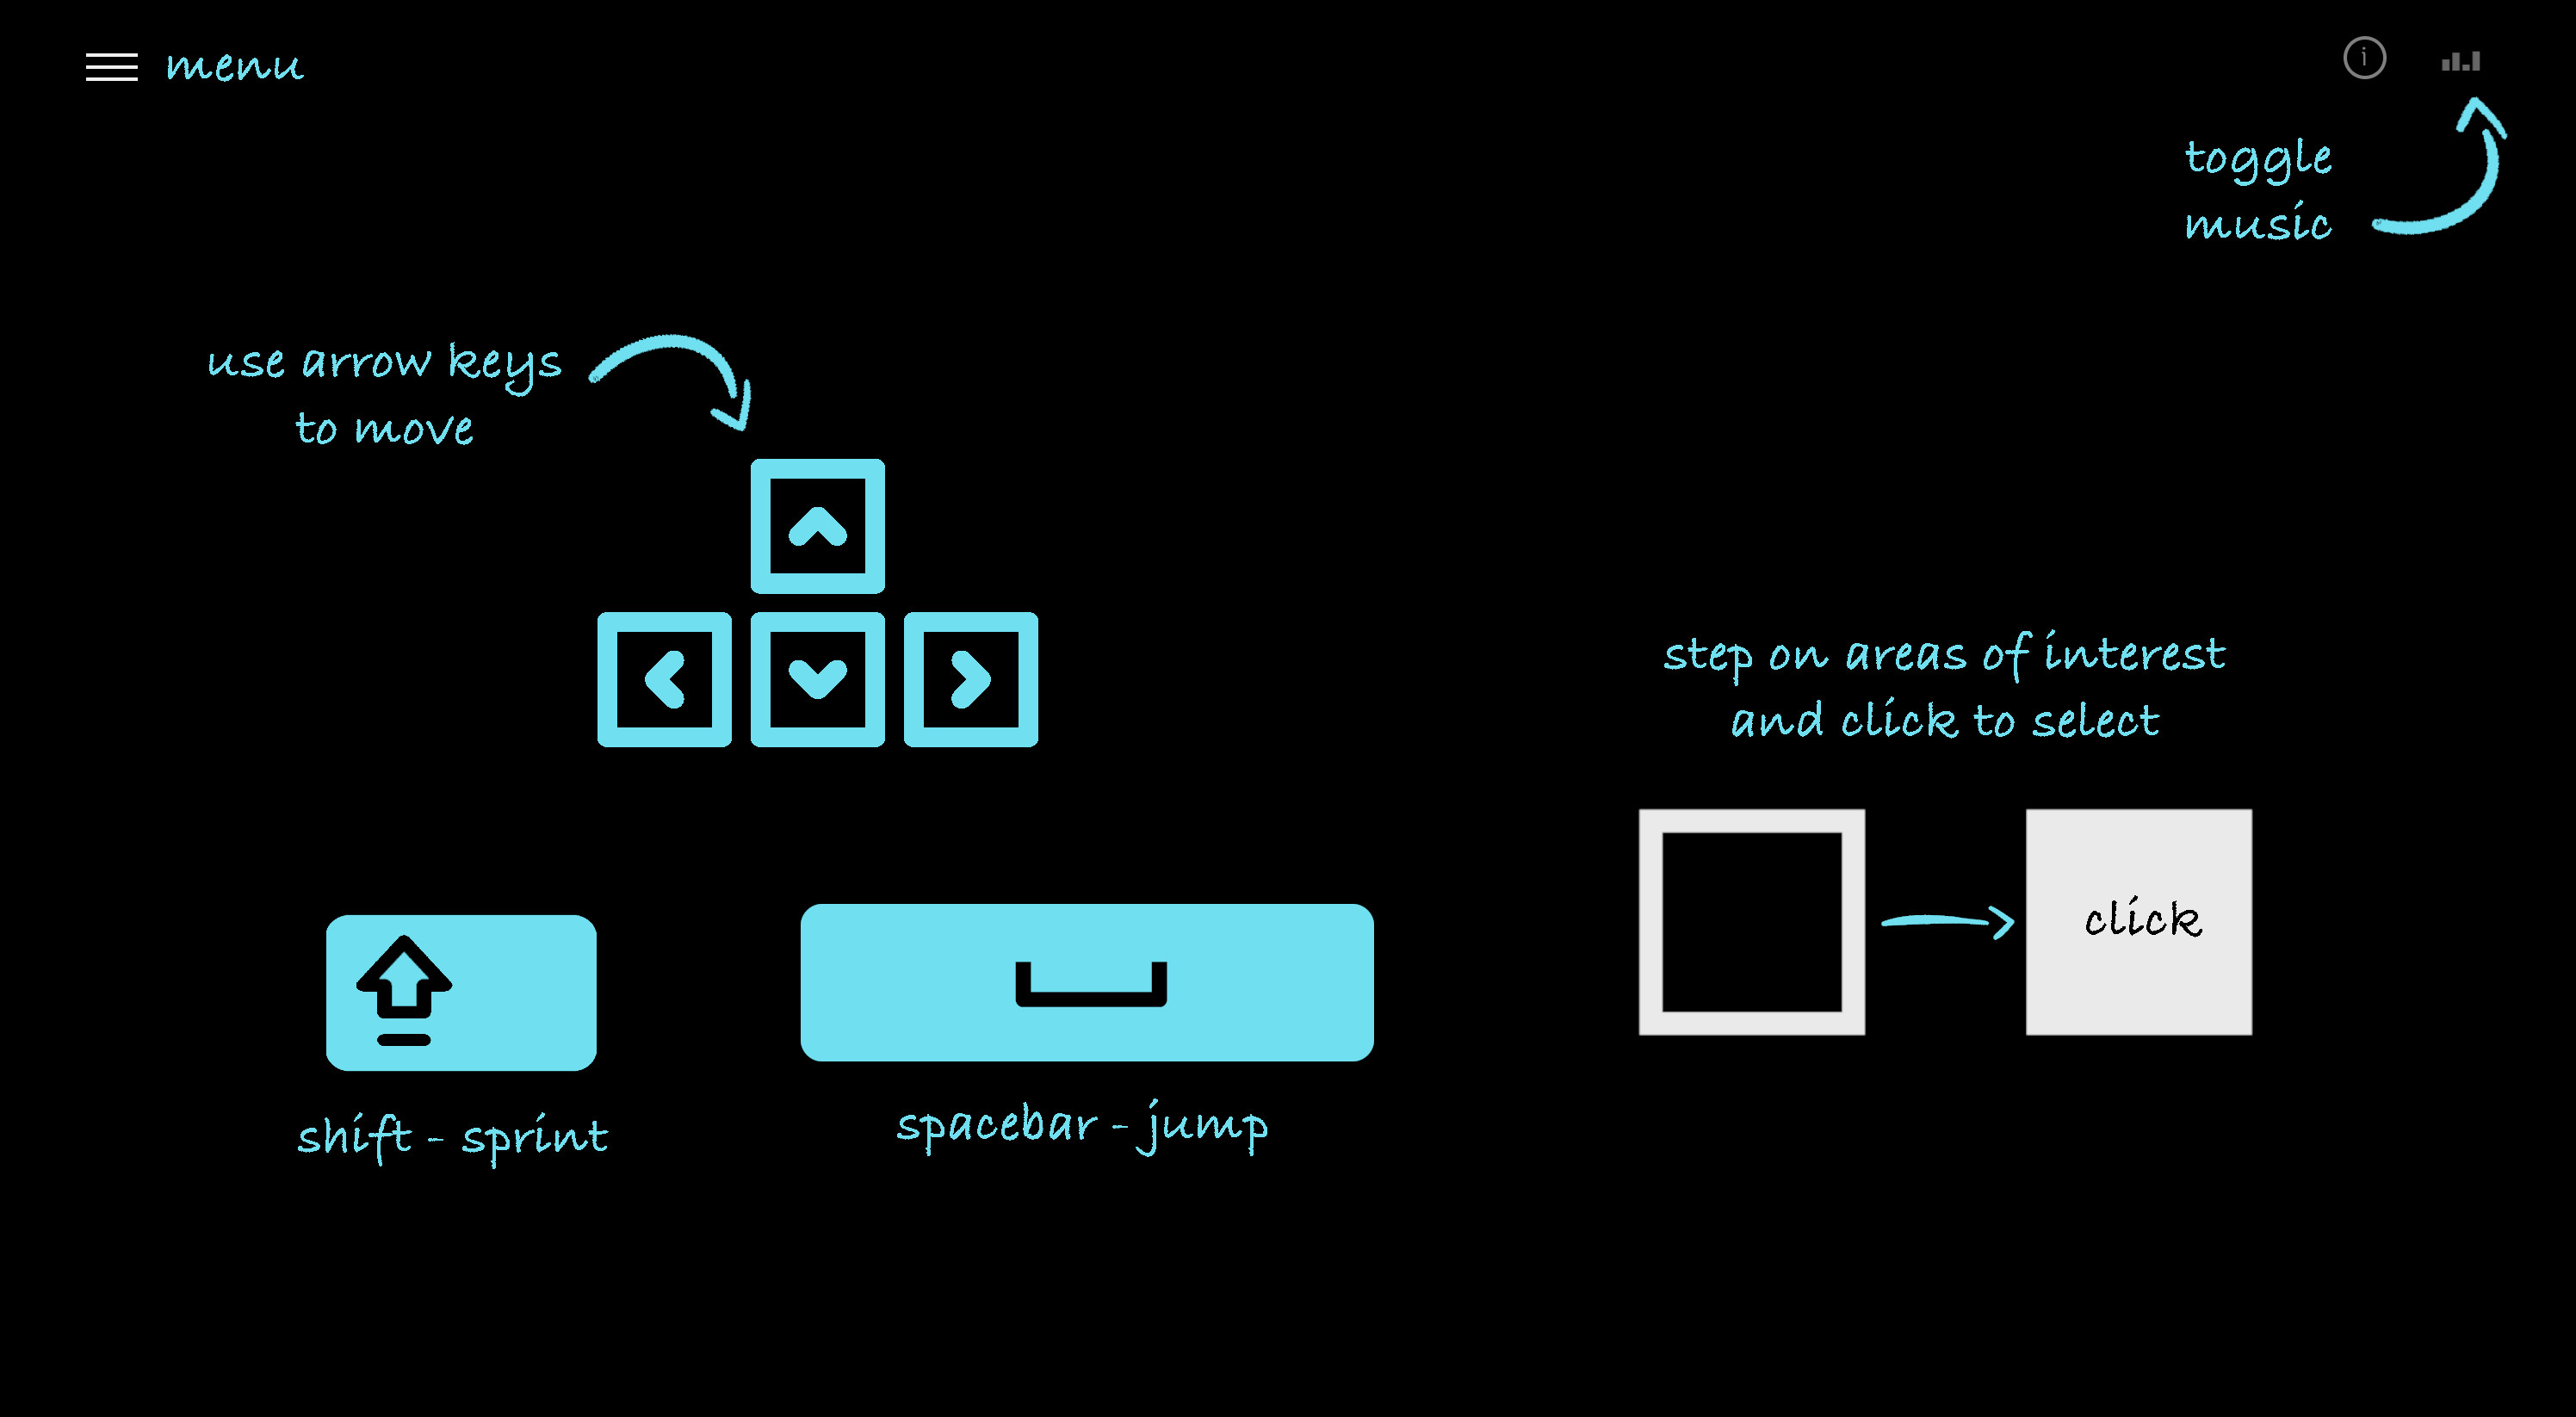 menu
i
toggle
music
use arrow keys
to move
step on areas of interest
and click to select
click
shift - sprint
spacebar - jump